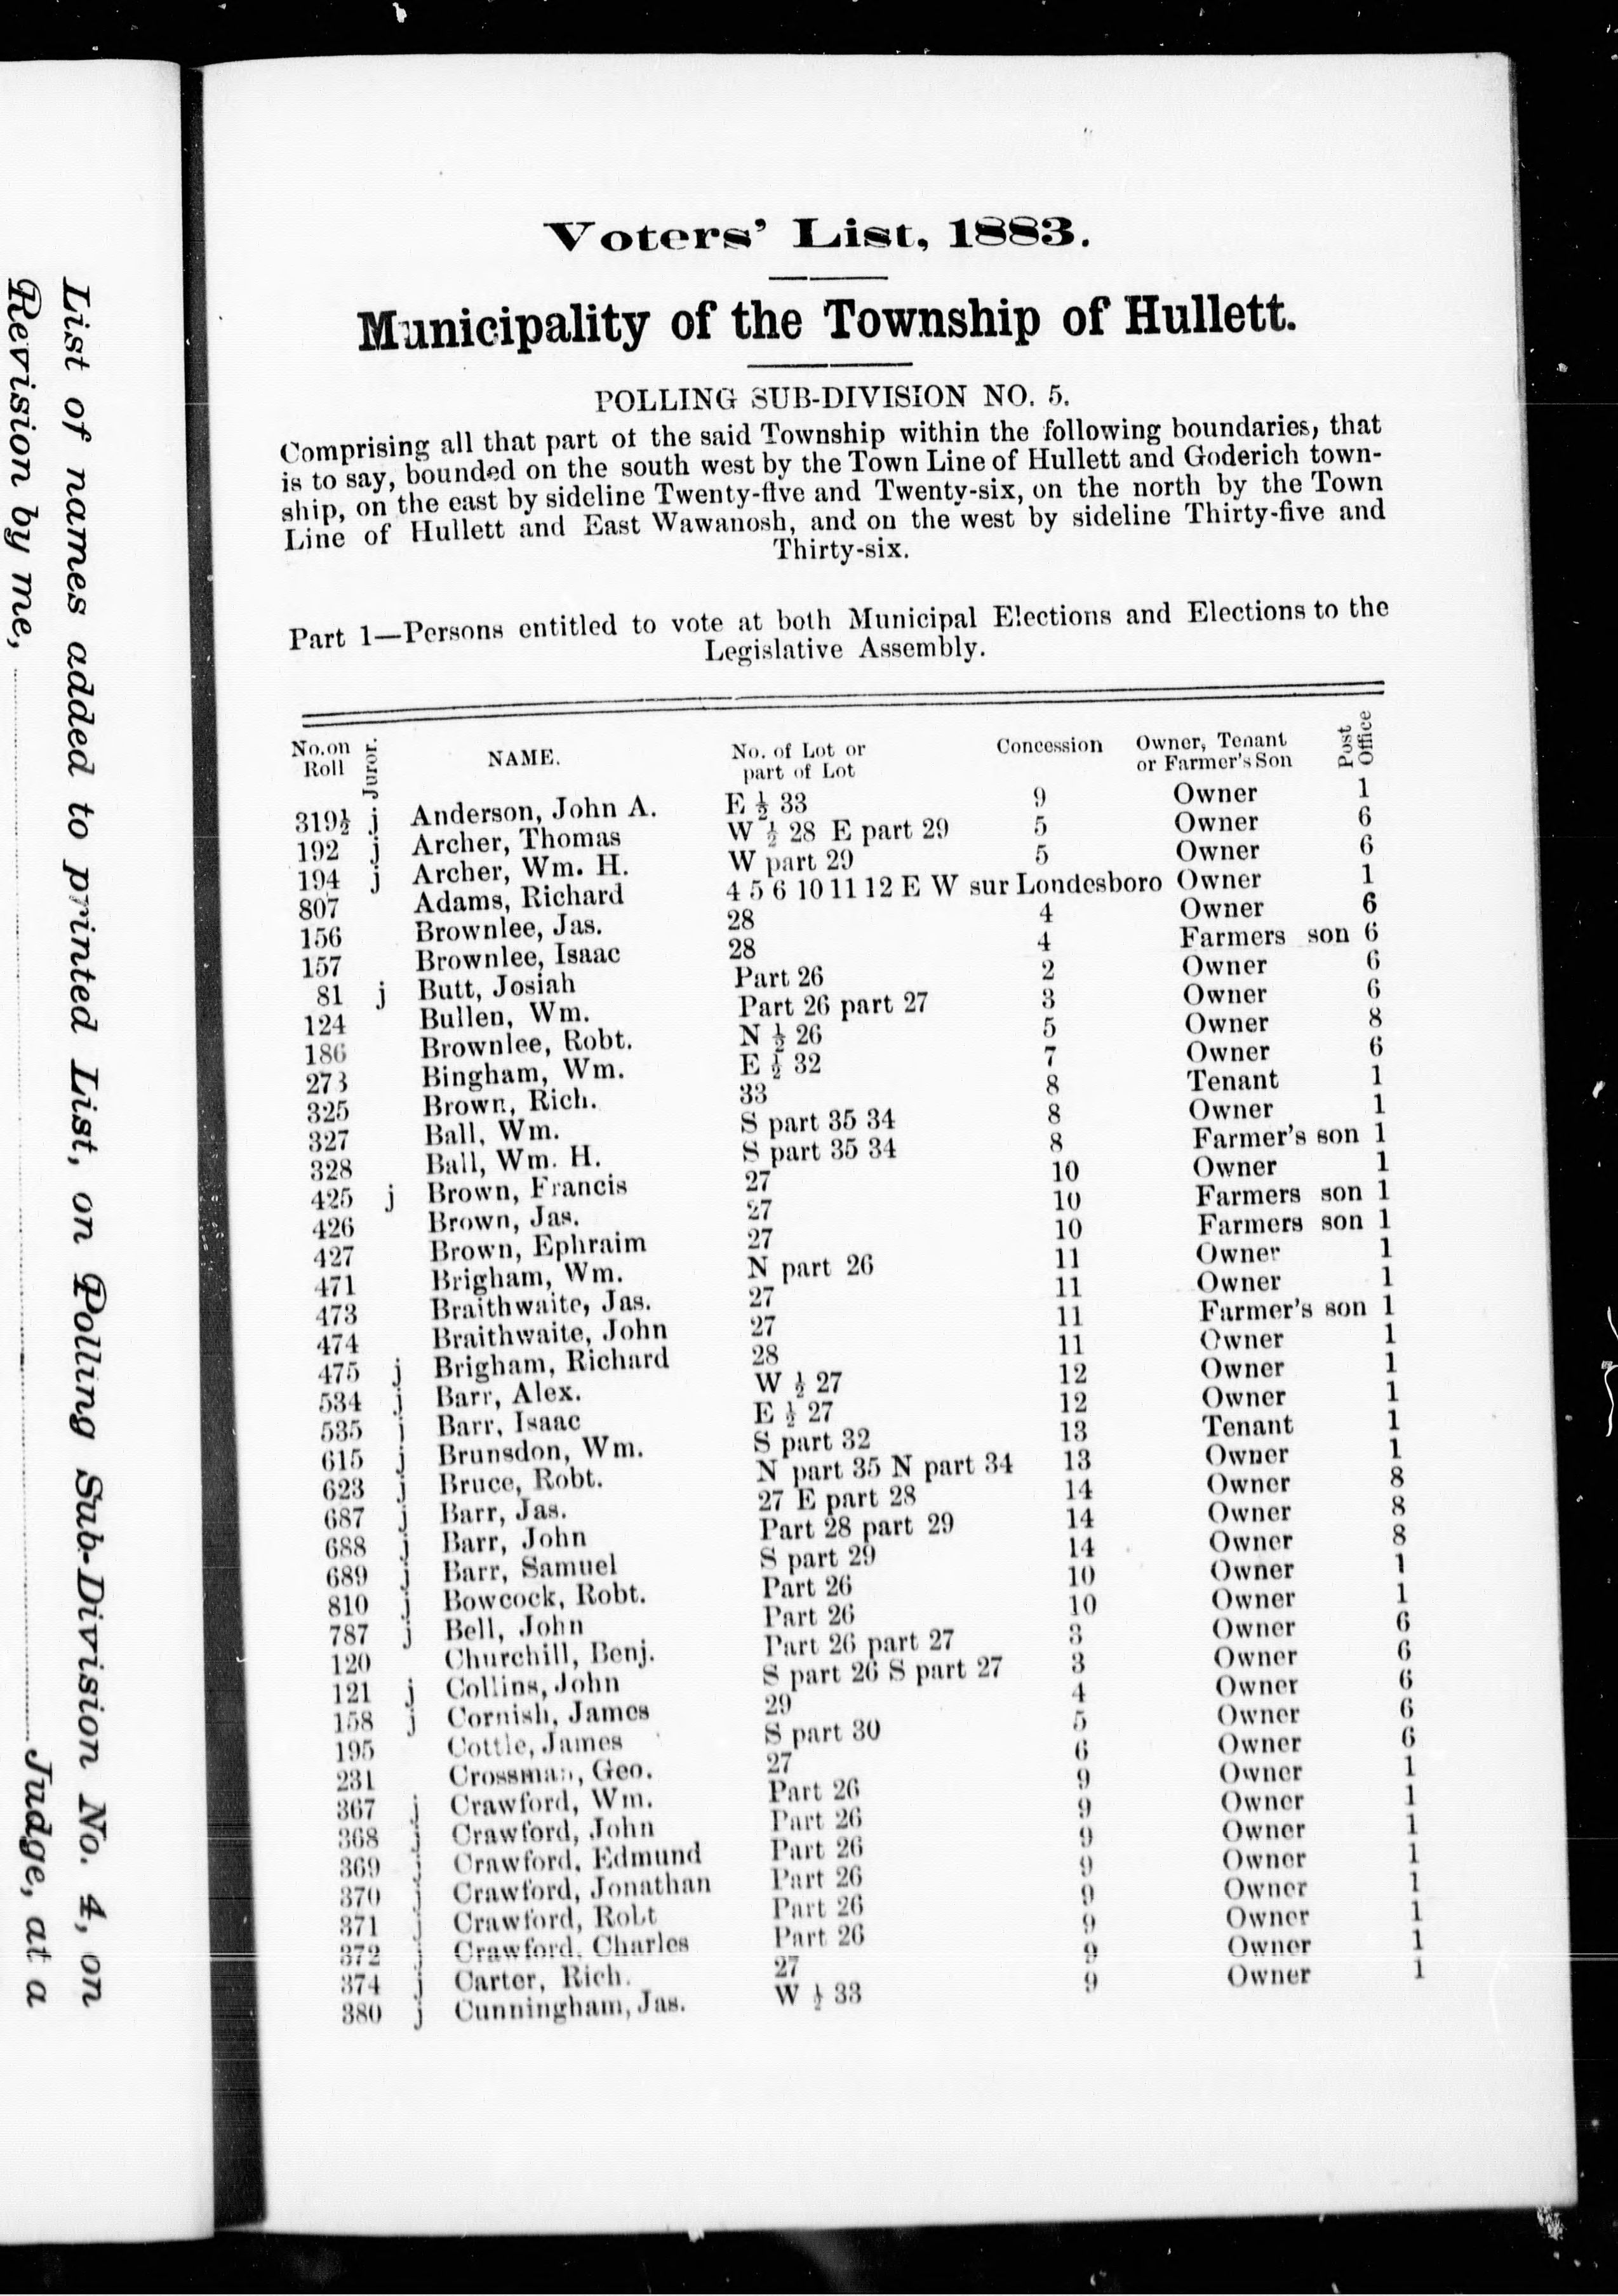 List of names added to printed List, on Polling Sub-Division No. 4, on
Revision by me, Judge, at a
Voters' List, 1883.
Municipality of the Township of Hullett.
POLLING SUB-DIVISION NO. 5.
Comprising all that part of the said Township within the following boundaries, that
is to say, bounded on the south west by the Town Line of Hullett and Goderich town-
ship, on the east by sideline Twenty-five and Twenty-six, on the north by the Town
Line of Hullett and East Wawanosh, and on the west by sideline Thirty-five and
Thirty-six.
Part 1—Persons entitled to vote at both Municipal Elections and Elections to the
Legislative Assembly.
No. on Roll Juror. NAME. No. of Lot or part of Lot Concession Owner, Tenant or Farmer's Son Post Office
319½ j Anderson, John A. E ½ 33 9 Owner 1
192 j Archer, Thomas W ½ 28 E part 29 5 Owner 6
194 j Archer, Wm. H. W part 29 5 Owner 6
807 Adams, Richard 4 5 6 10 11 12 E W sur Londesboro Owner 1
156 Brownlee, Jas. 28 4 Owner 6
157 Brownlee, Isaac 28 4 Farmers son 6
81 j Butt, Josiah Part 26 2 Owner 6
124 Bullen, Wm. Part 26 part 27 3 Owner 6
186 Brownlee, Robt. N ½ 26 5 Owner 8
273 Bingham, Wm. E ½ 32 7 Owner 6
325 Brown, Rich. 33 8 Tenant 1
327 Ball, Wm. S part 35 34 8 Owner 1
328 Ball, Wm. H. S part 35 34 8 Farmer's son 1
425 j Brown, Francis 27 10 Owner 1
426 Brown, Jas. 27 10 Farmers son 1
427 Brown, Ephraim 27 10 Farmers son 1
471 Brigham, Wm. N part 26 11 Owner 1
473 Braithwaite, Jas. 27 11 Owner 1
474 Braithwaite, John 27 11 Farmer's son 1
475 j Brigham, Richard 28 11 Owner 1
534 j Barr, Alex. W ½ 27 12 Owner 1
535 j Barr, Isaac E ½ 27 12 Owner 1
615 j Brunsdon, Wm. S part 32 13 Tenant 1
623 j Bruce, Robt. N part 35 N part 34 13 Owner 1
687 j Barr, Jas. 27 E part 28 14 Owner 8
688 j Barr, John Part 28 part 29 14 Owner 8
689 j Barr, Samuel S part 29 14 Owner 8
810 j Bowcock, Robt. Part 26 10 Owner 1
787 j Bell, John Part 26 10 Owner 1
120 Churchill, Benj. Part 26 part 27 3 Owner 6
121 j Collins, John S part 26 S part 27 3 Owner 6
158 j Cornish, James 29 4 Owner 6
195 Cottle, James S part 30 5 Owner 6
231 Crossman, Geo. 27 6 Owner 6
367 j Crawford, Wm. Part 26 9 Owner 1
368 j Crawford, John Part 26 9 Owner 1
369 j Crawford, Edmund Part 26 9 Owner 1
370 j Crawford, Jonathan Part 26 9 Owner 1
371 j Crawford, Robt Part 26 9 Owner 1
372 j Crawford, Charles Part 26 9 Owner 1
374 j Carter, Rich. 27 9 Owner 1
380 j Cunningham, Jas. W ½ 33 9 Owner 1